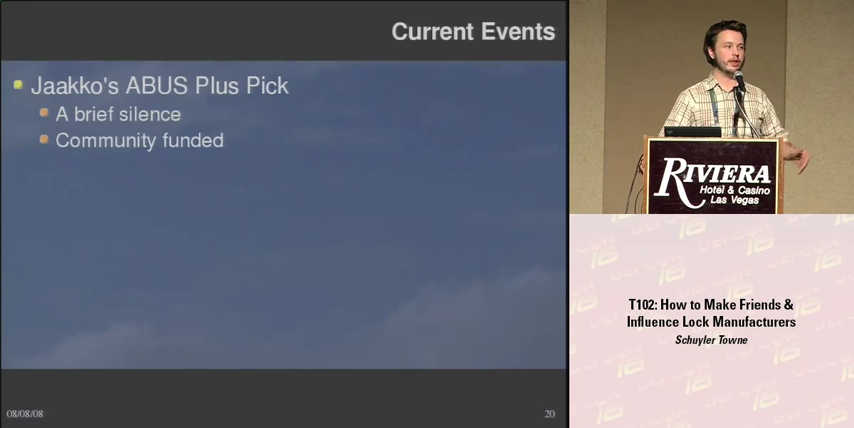 Current Events
Jaakko's ABUS Plus Pick
A brief silence
Community funded
08/08/08
20
RIVIERA
Hotel & Casino
Las Vegas
T102: How to Make Friends &
Influence Lock Manufacturers
Schuyler Towne